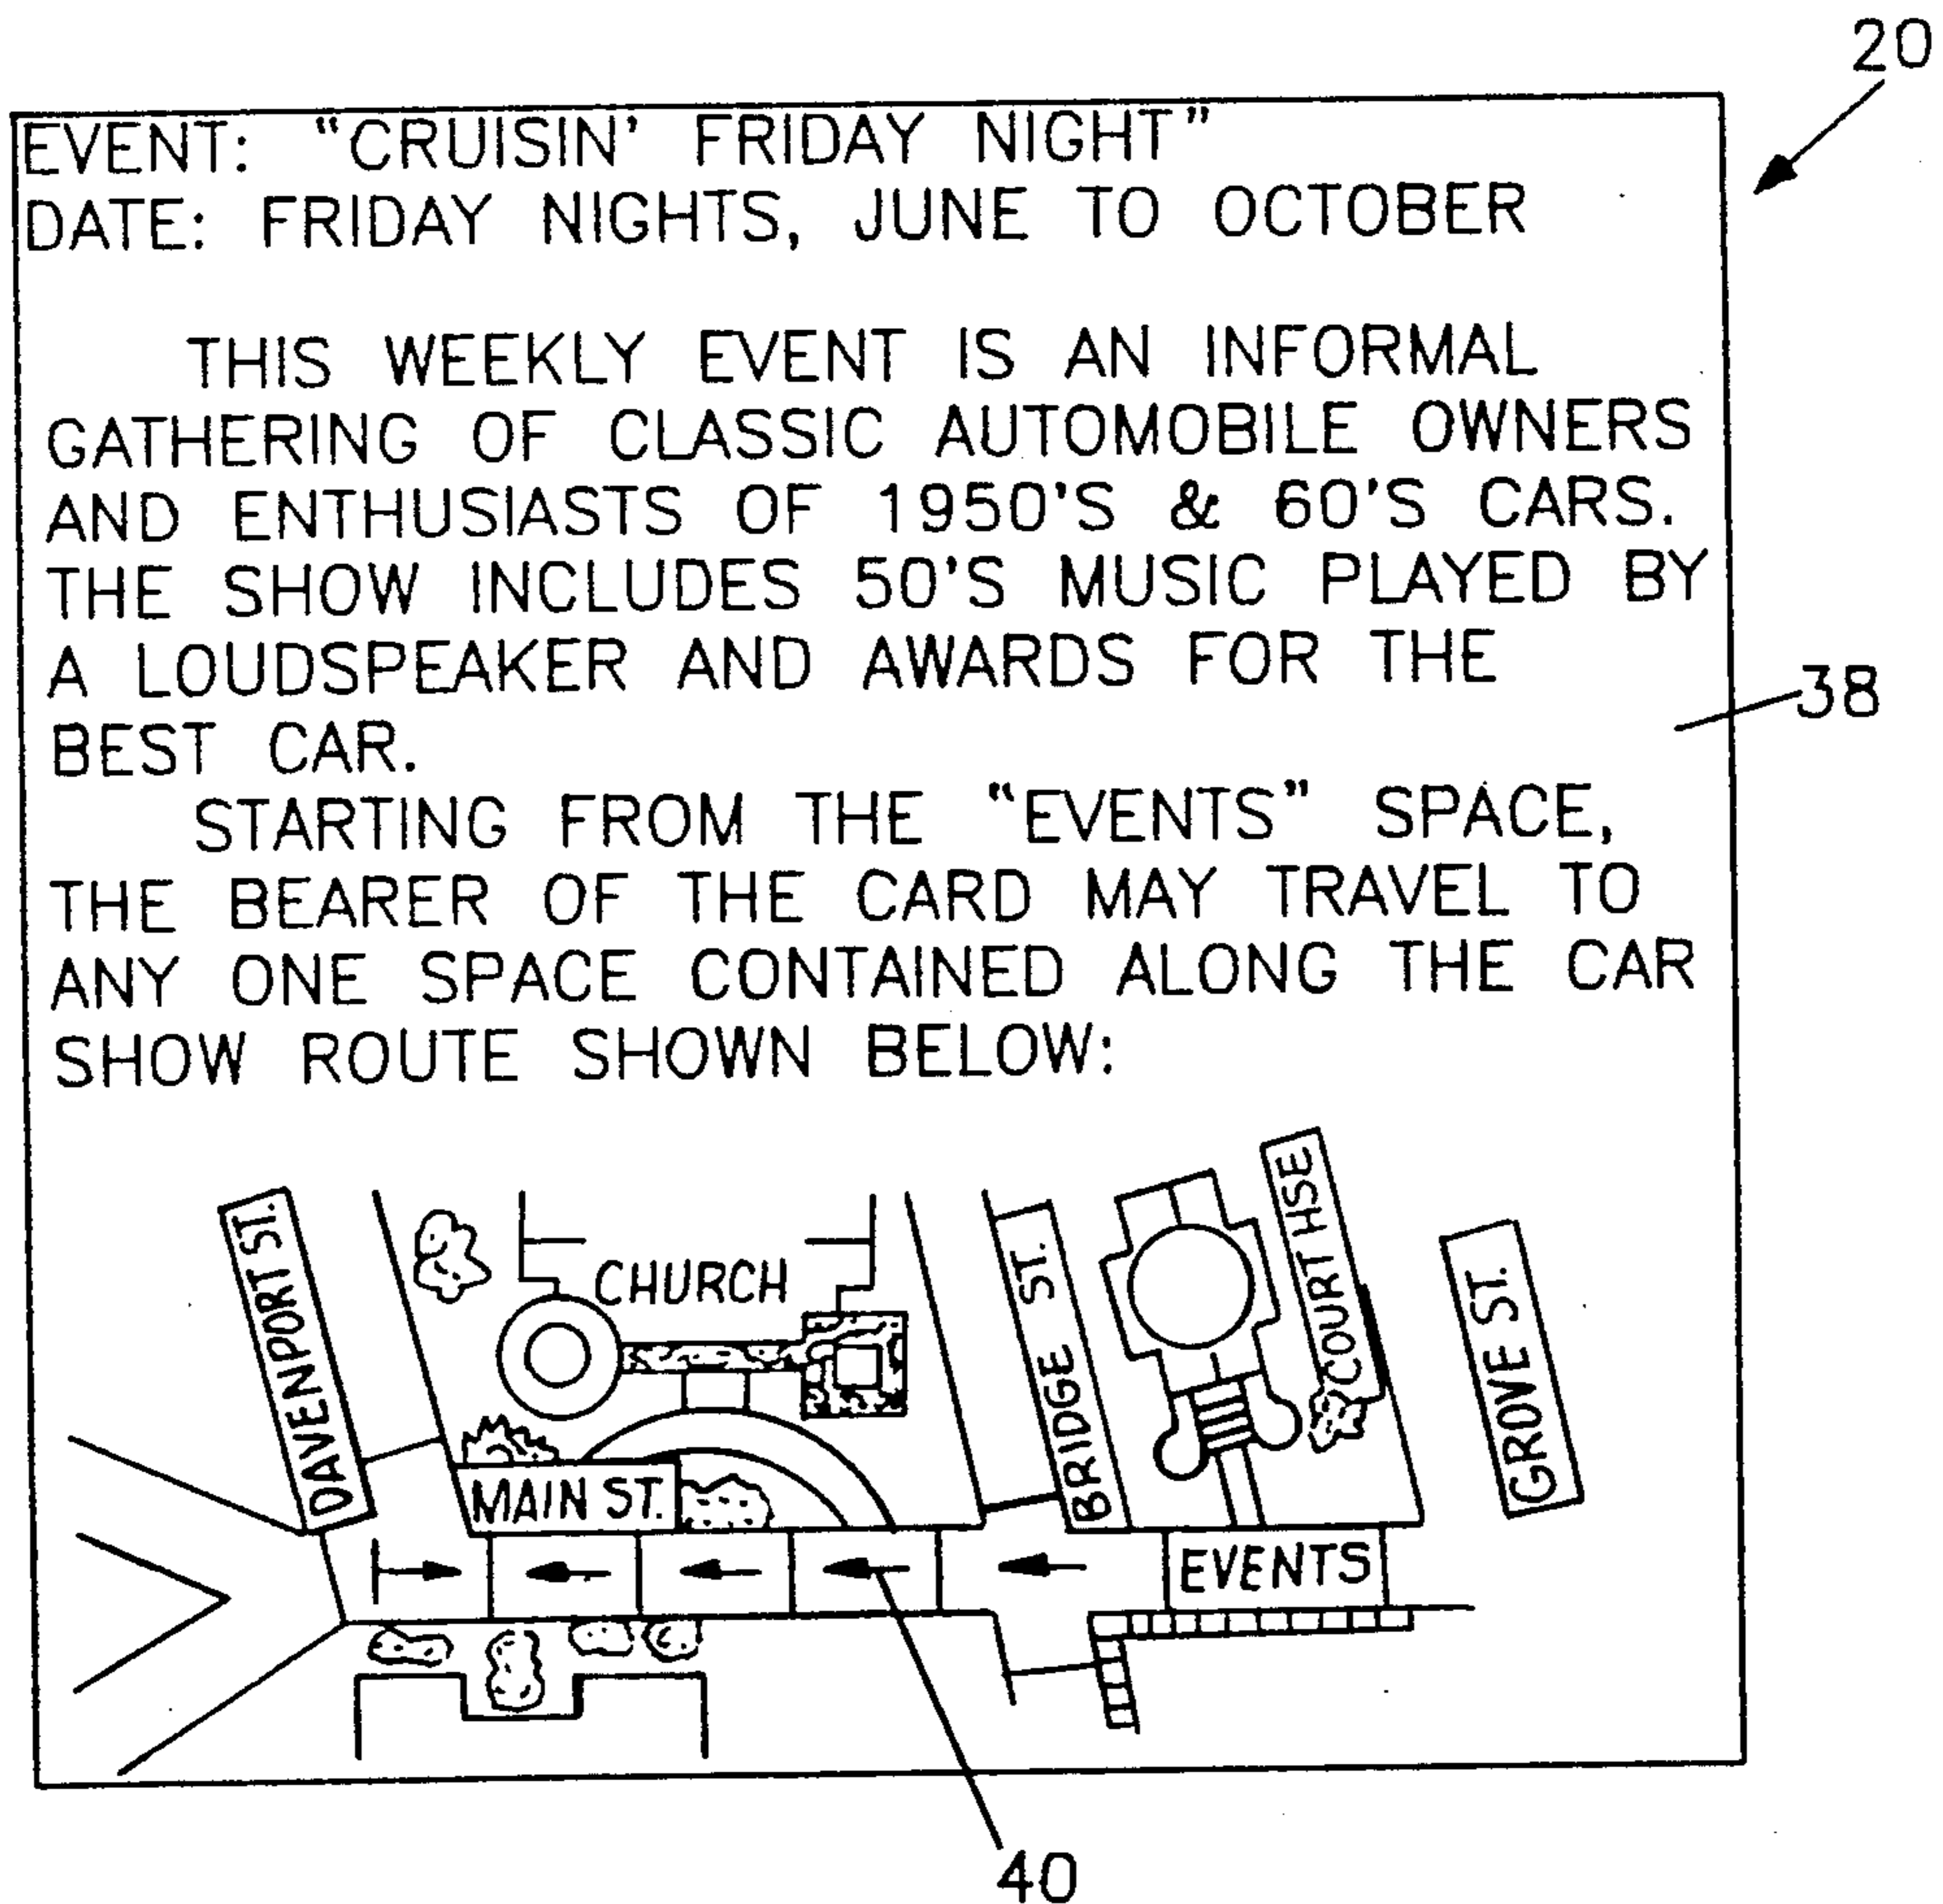 20
EVENT: "CRUISIN' FRIDAY NIGHT"
DATE: FRIDAY NIGHTS, JUNE TO OCTOBER
THIS WEEKLY EVENT IS AN INFORMAL
GATHERING OF CLASSIC AUTOMOBILE OWNERS
AND ENTHUSIASTS OF 1950'S & 60'S CARS.
THE SHOW INCLUDES 50'S MUSIC PLAYED BY
A LOUDSPEAKER AND AWARDS FOR THE
BEST CAR.
38
STARTING FROM THE "EVENTS" SPACE,
THE BEARER OF THE CARD MAY TRAVEL TO
ANY ONE SPACE CONTAINED ALONG THE CAR
SHOW ROUTE SHOWN BELOW:
DAVENPORT ST.
CHURCH
BRIDGE ST.
COURT HSE
GROVE ST.
MAIN ST.
EVENTS
40